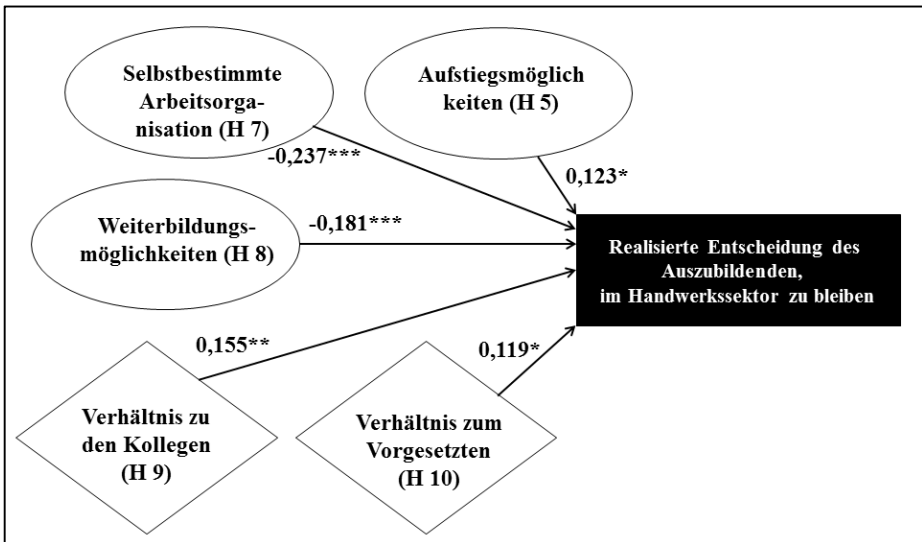 Selbstbestimmte
Arbeitsorga-
nisation (H 7)
Aufstiegsmöglich
keiten (H 5)
-0,237***
0,123*
Weiterbildungs-
möglichkeiten (H 8)
-0,181***
Realisierte Entscheidung des
Auszubildenden,
im Handwerkssektor zu bleiben
0,155**
0,119*
Verhältnis zu
den Kollegen
(H 9)
Verhältnis zum
Vorgesetzten
(H 10)